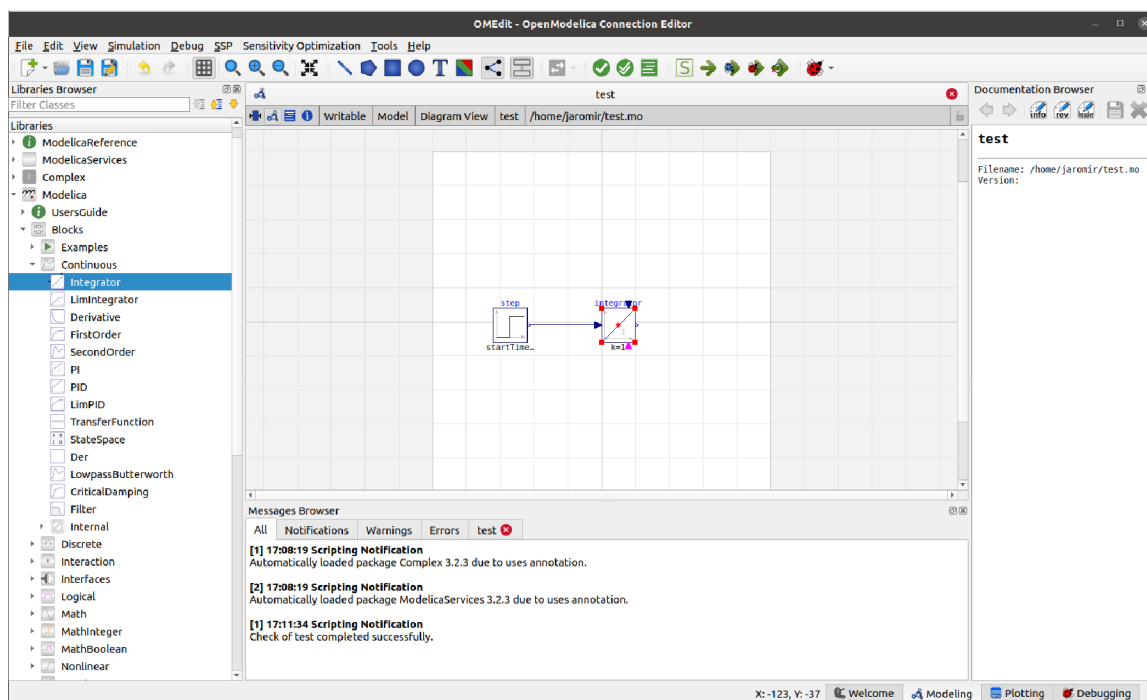 OMEdit - OpenModelica Connection Editor
File Edit View Simulation Debug SSP Sensitivity Optimization Tools Help
T
S
Libraries Browser
Filter Classes
Libraries
ModelicaReference
ModelicaServices
Complex
Modelica
UsersGuide
Blocks
Examples
Continuous
Integrator
LimIntegrator
Derivative
FirstOrder
SecondOrder
PI
PID
LimPID
TransferFunction
StateSpace
Der
LowpassButterworth
CriticalDamping
Filter
Internal
Discrete
Interaction
Interfaces
Logical
Math
MathInteger
MathBoolean
Nonlinear
test
Writable Model Diagram View test /home/jaromir/test.mo
step
startTime...
integrator
k=1
Messages Browser
All Notifications Warnings Errors test
[1] 17:08:19 Scripting Notification
Automatically loaded package Complex 3.2.3 due to uses annotation.
[2] 17:08:19 Scripting Notification
Automatically loaded package ModelicaServices 3.2.3 due to uses annotation.
[1] 17:11:34 Scripting Notification
Check of test completed successfully.
Documentation Browser
info rev header
test
Filename: /home/jaromir/test.mo
Version:
X: -123, Y: -37 Welcome Modeling Plotting Debugging